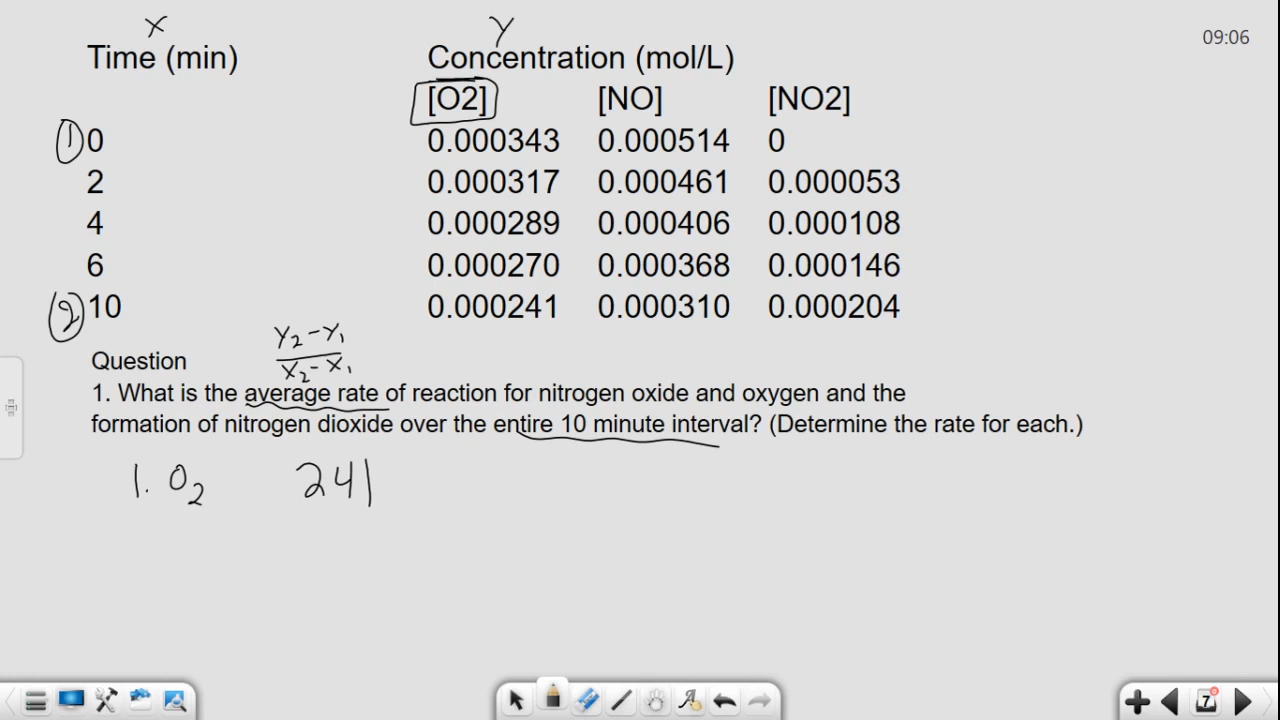 09:06
x y
Time (min) Concentration (mol/L)
[O2] [NO] [NO2]
① 0 0.000343 0.000514 0
2 0.000317 0.000461 0.000053
4 0.000289 0.000406 0.000108
6 0.000270 0.000368 0.000146
② 10 0.000241 0.000310 0.000204
Y₂-Y₁
X₂-X₁
Question
1. What is the average rate of reaction for nitrogen oxide and oxygen and the
formation of nitrogen dioxide over the entire 10 minute interval? (Determine the rate for each.)
1. O₂ 241
7